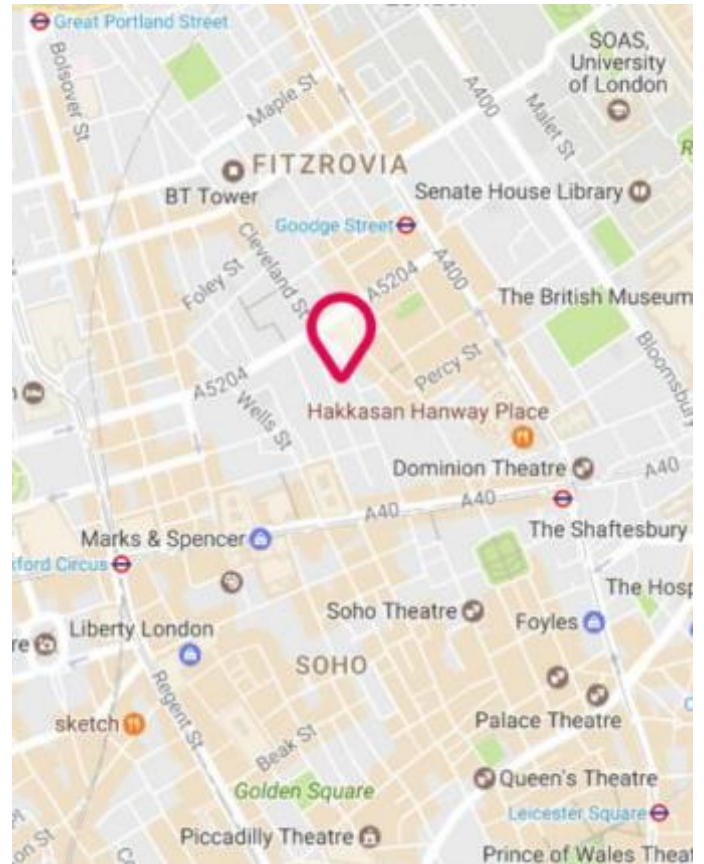 Great Portland Street
SOAS,
University
of London
Bolsover St
Maple St
A400
Malet St
FITZROVIA
BT Tower
Senate House Library
Goodge Street
Cleveland St
Foley St
A5204
A400
The British Museum
Percy St
Bloomsbury
A5204
Wells St
Hakkasan Hanway Place
Dominion Theatre
A40
A40
A40
Marks & Spencer
The Shaftesbury
xford Circus
The Hosp
Soho Theatre
Foyles
re
Liberty London
SOHO
Regent St
sketch
Palace Theatre
Beak St
Queen's Theatre
Golden Square
Leicester Square
Piccadilly Theatre
on St
Prince of Wales Theat